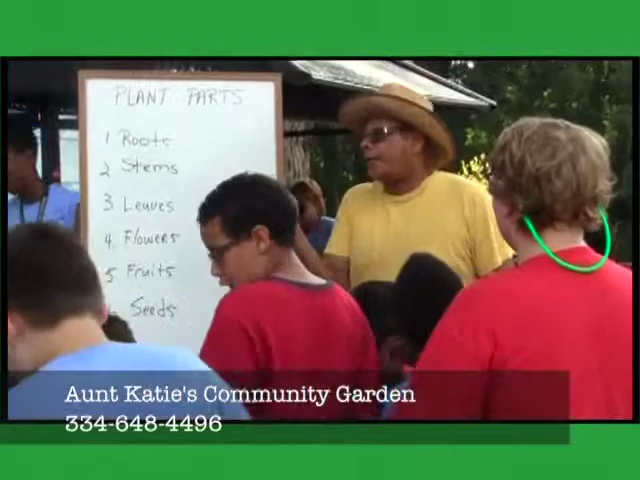 PLANT PARTS
1 Roots
2 Stems
3 Leaves
4 Flowers
5 Fruits
Seeds
Aunt Katie's Community Garden
334-648-4496